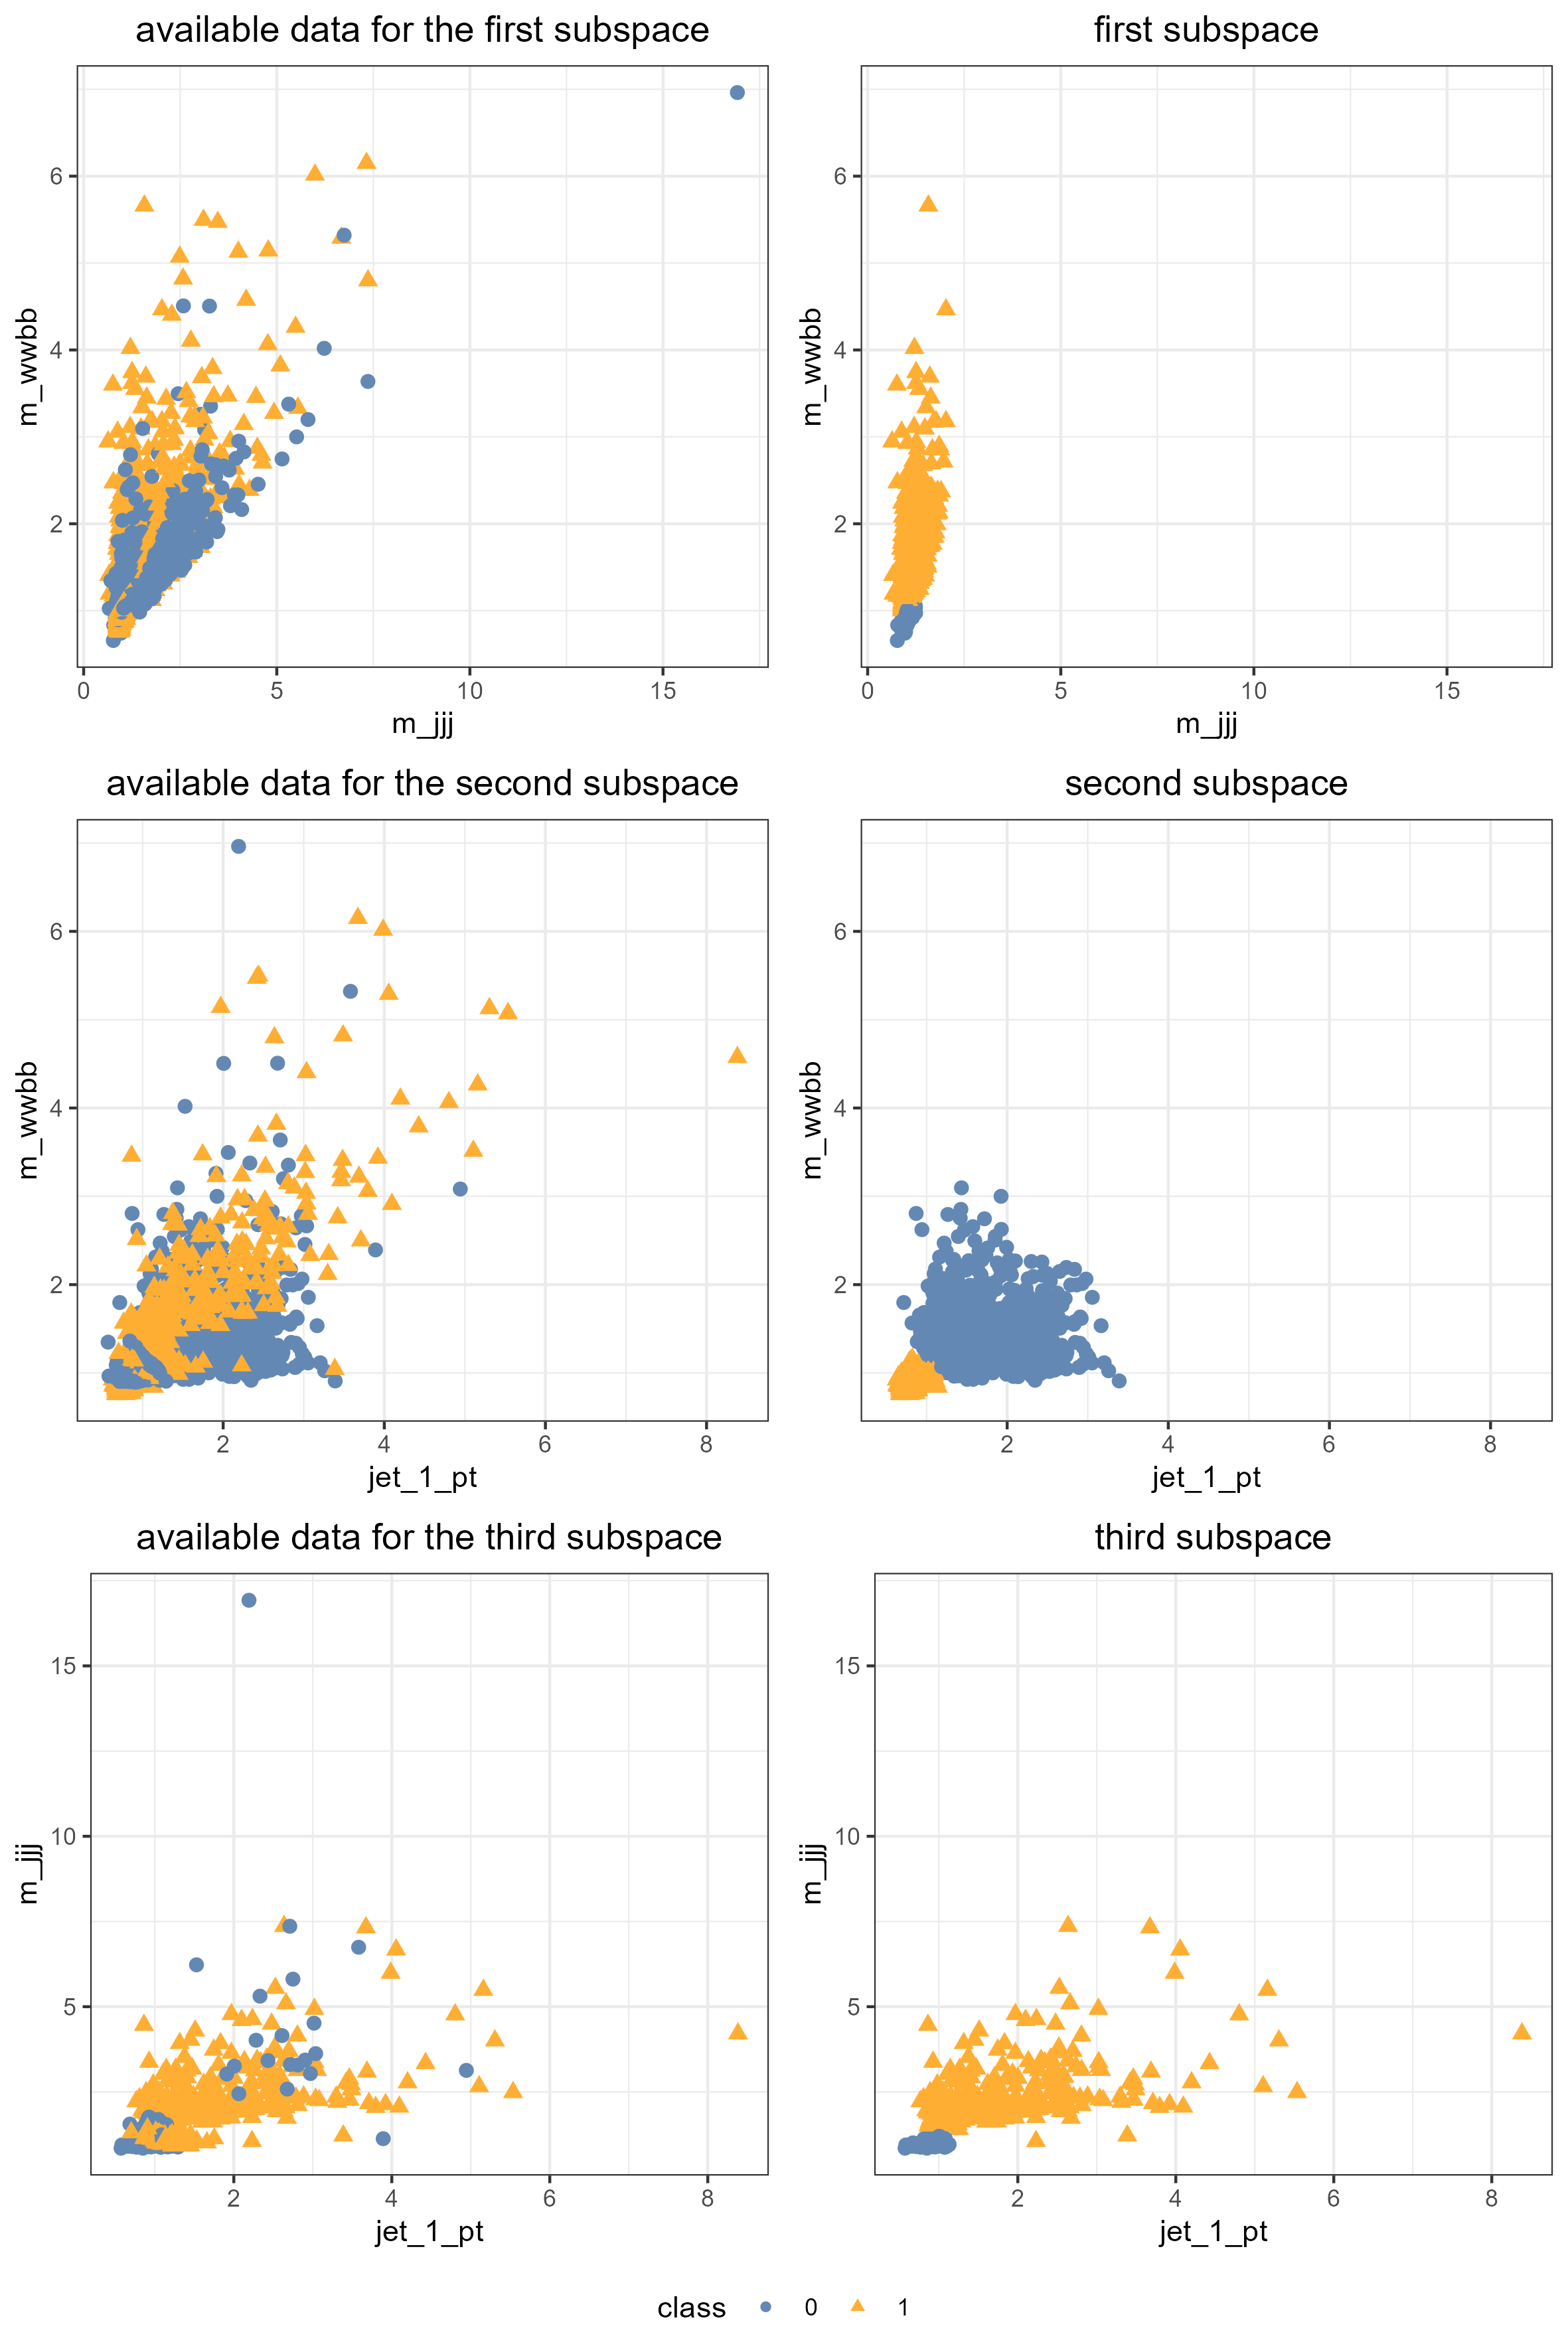 available data for the first subspace
first subspace
m_wwbb
6
4
2
0
5
10
15
m_jjj
m_wwbb
6
4
2
0
5
10
15
m_jjj
available data for the second subspace
second subspace
m_wwbb
6
4
2
2
4
6
8
jet_1_pt
m_wwbb
6
4
2
2
4
6
8
jet_1_pt
available data for the third subspace
third subspace
m_jjj
15
10
5
2
4
6
8
jet_1_pt
m_jjj
15
10
5
2
4
6
8
jet_1_pt
class 0 1